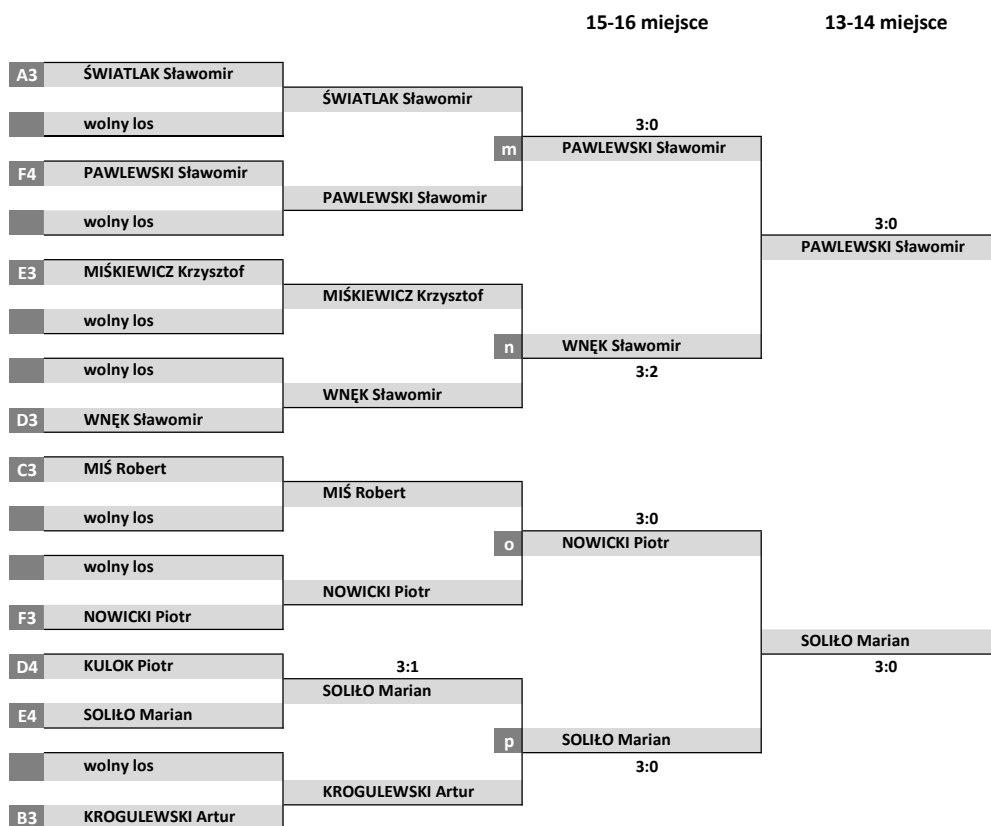 15-16 miejsce 13-14 miejsce
A3 ŚWIATLAK Sławomir
ŚWIATLAK Sławomir
wolny los 3:0
m PAWLEWSKI Sławomir
F4 PAWLEWSKI Sławomir
PAWLEWSKI Sławomir
wolny los 3:0
PAWLEWSKI Sławomir
E3 MIŚKIEWICZ Krzysztof
MIŚKIEWICZ Krzysztof
wolny los
n WNĘK Sławomir
wolny los 3:2
WNĘK Sławomir
D3 WNĘK Sławomir
C3 MIŚ Robert
MIŚ Robert
wolny los 3:0
o NOWICKI Piotr
wolny los
NOWICKI Piotr
F3 NOWICKI Piotr
SOLIŁO Marian
D4 KULOK Piotr 3:1 3:0
SOLIŁO Marian
E4 SOLIŁO Marian
p SOLIŁO Marian
wolny los 3:0
KROGULEWSKI Artur
B3 KROGULEWSKI Artur